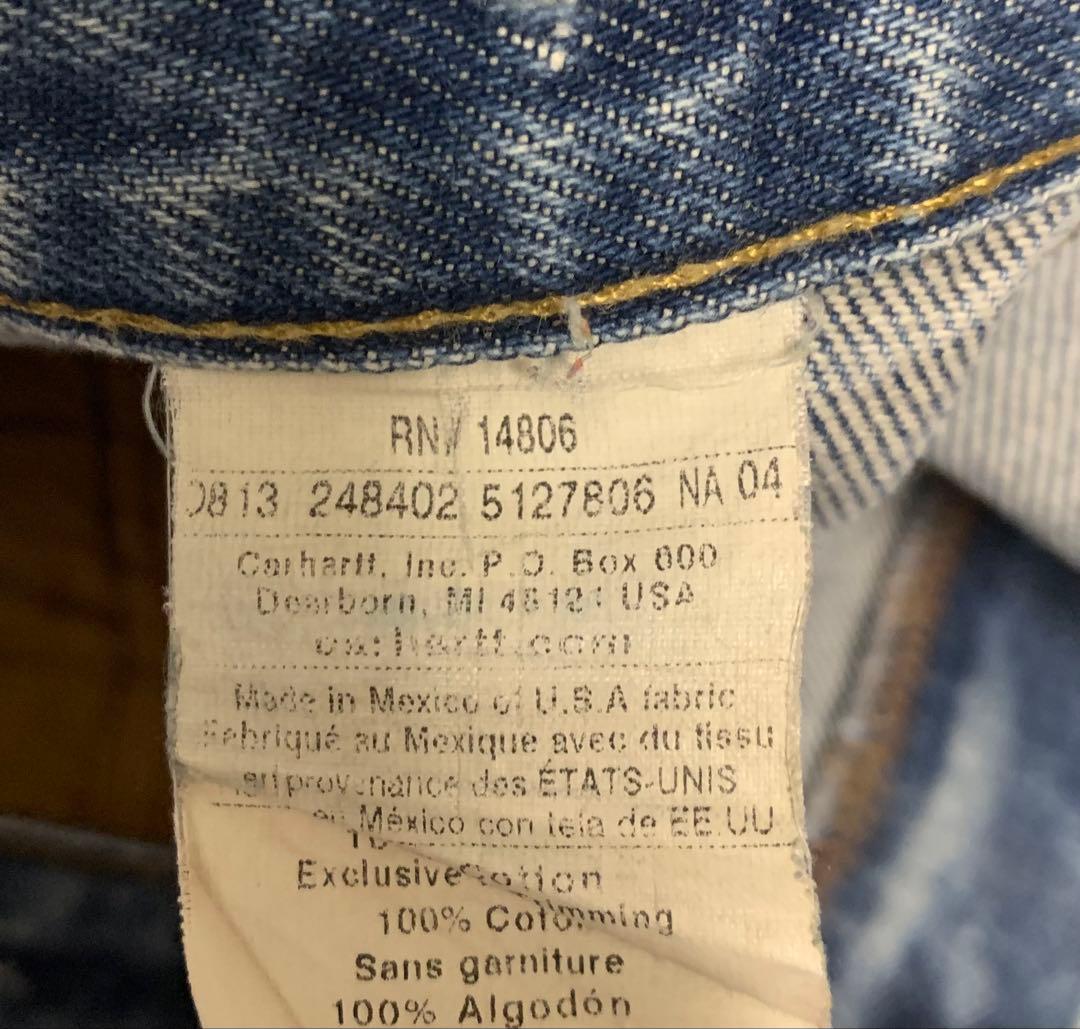 RN# 14806
0813 248402 5127806 NA 04
Carhartt, Inc. P.O. Box 600
Dearborn, MI 48121 USA
carhartt.com
Made in Mexico of U.S.A fabric
Fabriqué au Mexique avec du tissu
en provenance des ÉTATS-UNIS
en México con tela de EE.UU
Exclusive
100% Cotton
Sans garniture
100% Algodón